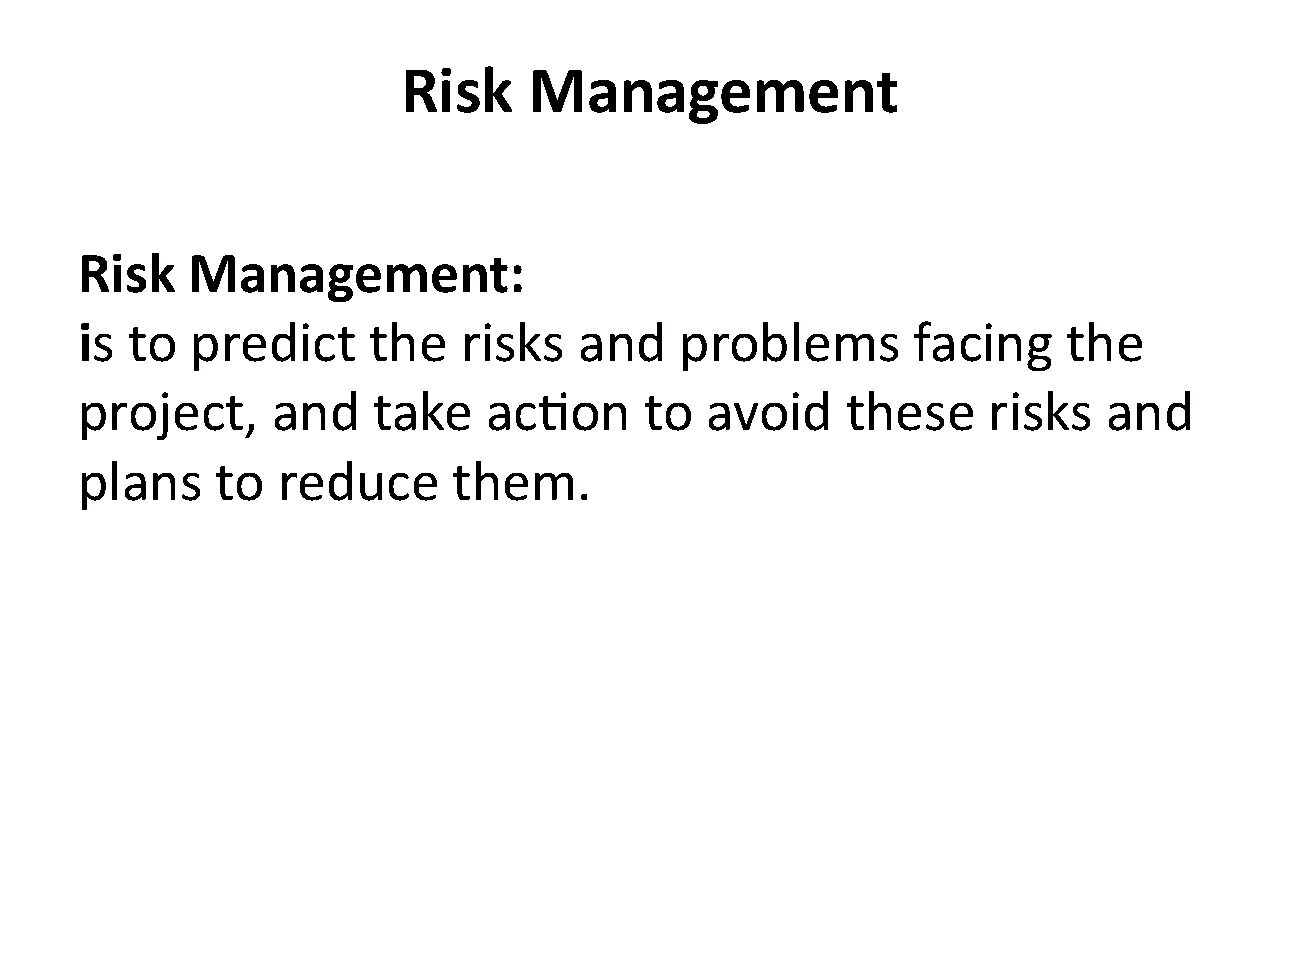 Risk Management
Risk Management:
is to predict the risks and problems facing the
project, and take action to avoid these risks and
plans to reduce them.